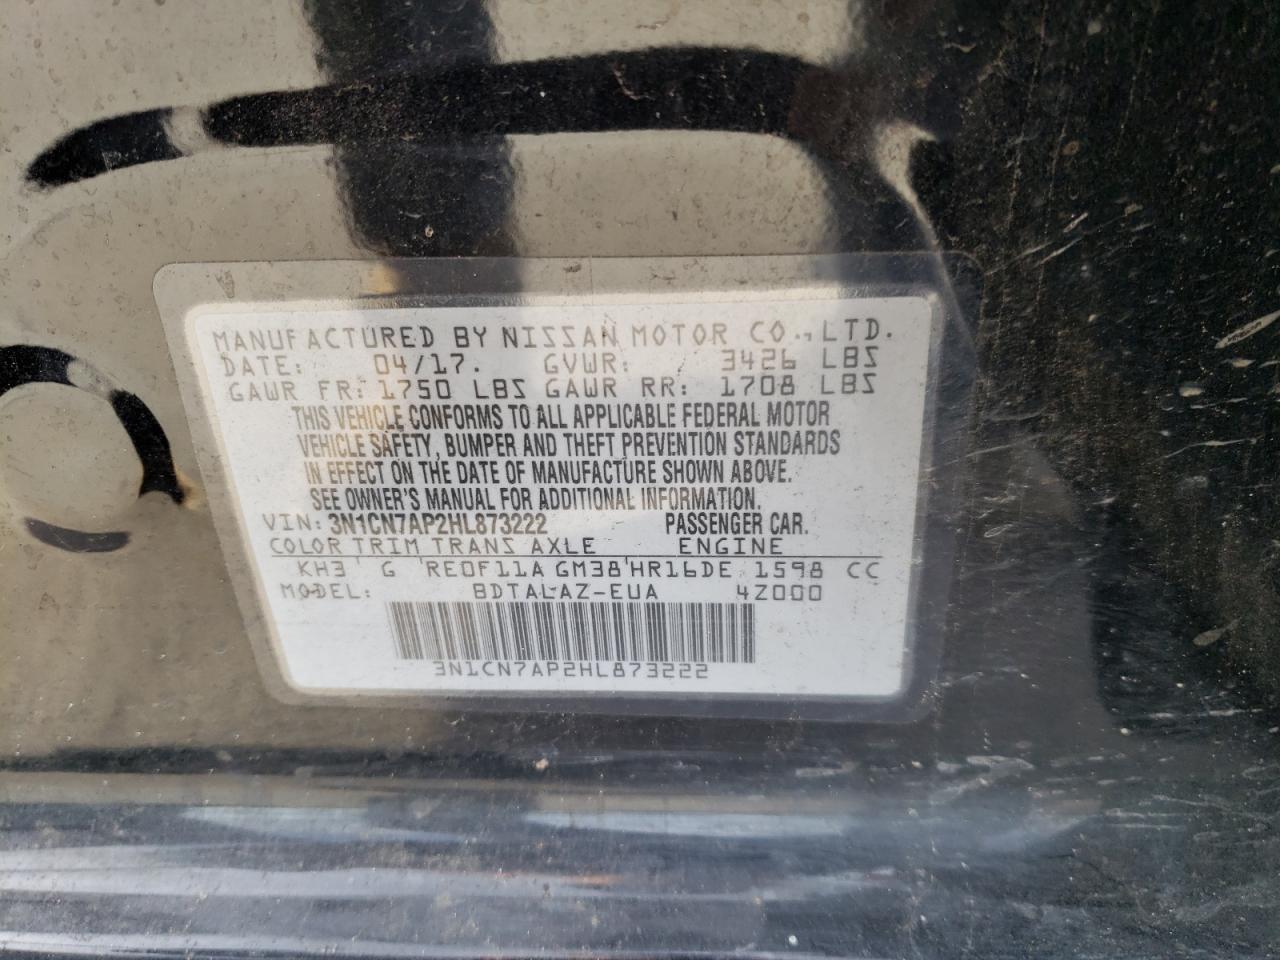 MANUFACTURED BY NISSAN MOTOR CO., LTD.
DATE: 04/17. GVWR: 3426 LBS
GAWR FR: 1750 LBS GAWR RR: 1708 LBS
THIS VEHICLE CONFORMS TO ALL APPLICABLE FEDERAL MOTOR
VEHICLE SAFETY, BUMPER AND THEFT PREVENTION STANDARDS
IN EFFECT ON THE DATE OF MANUFACTURE SHOWN ABOVE.
SEE OWNER'S MANUAL FOR ADDITIONAL INFORMATION.
VIN: 3N1CN7AP2HL873222 PASSENGER CAR.
COLOR TRIM TRANS AXLE ENGINE
KH3 G RE0F11A GM38 HR16DE 1598 CC
MODEL: BDTALAZ-EUA 4Z000
3N1CN7AP2HL873222